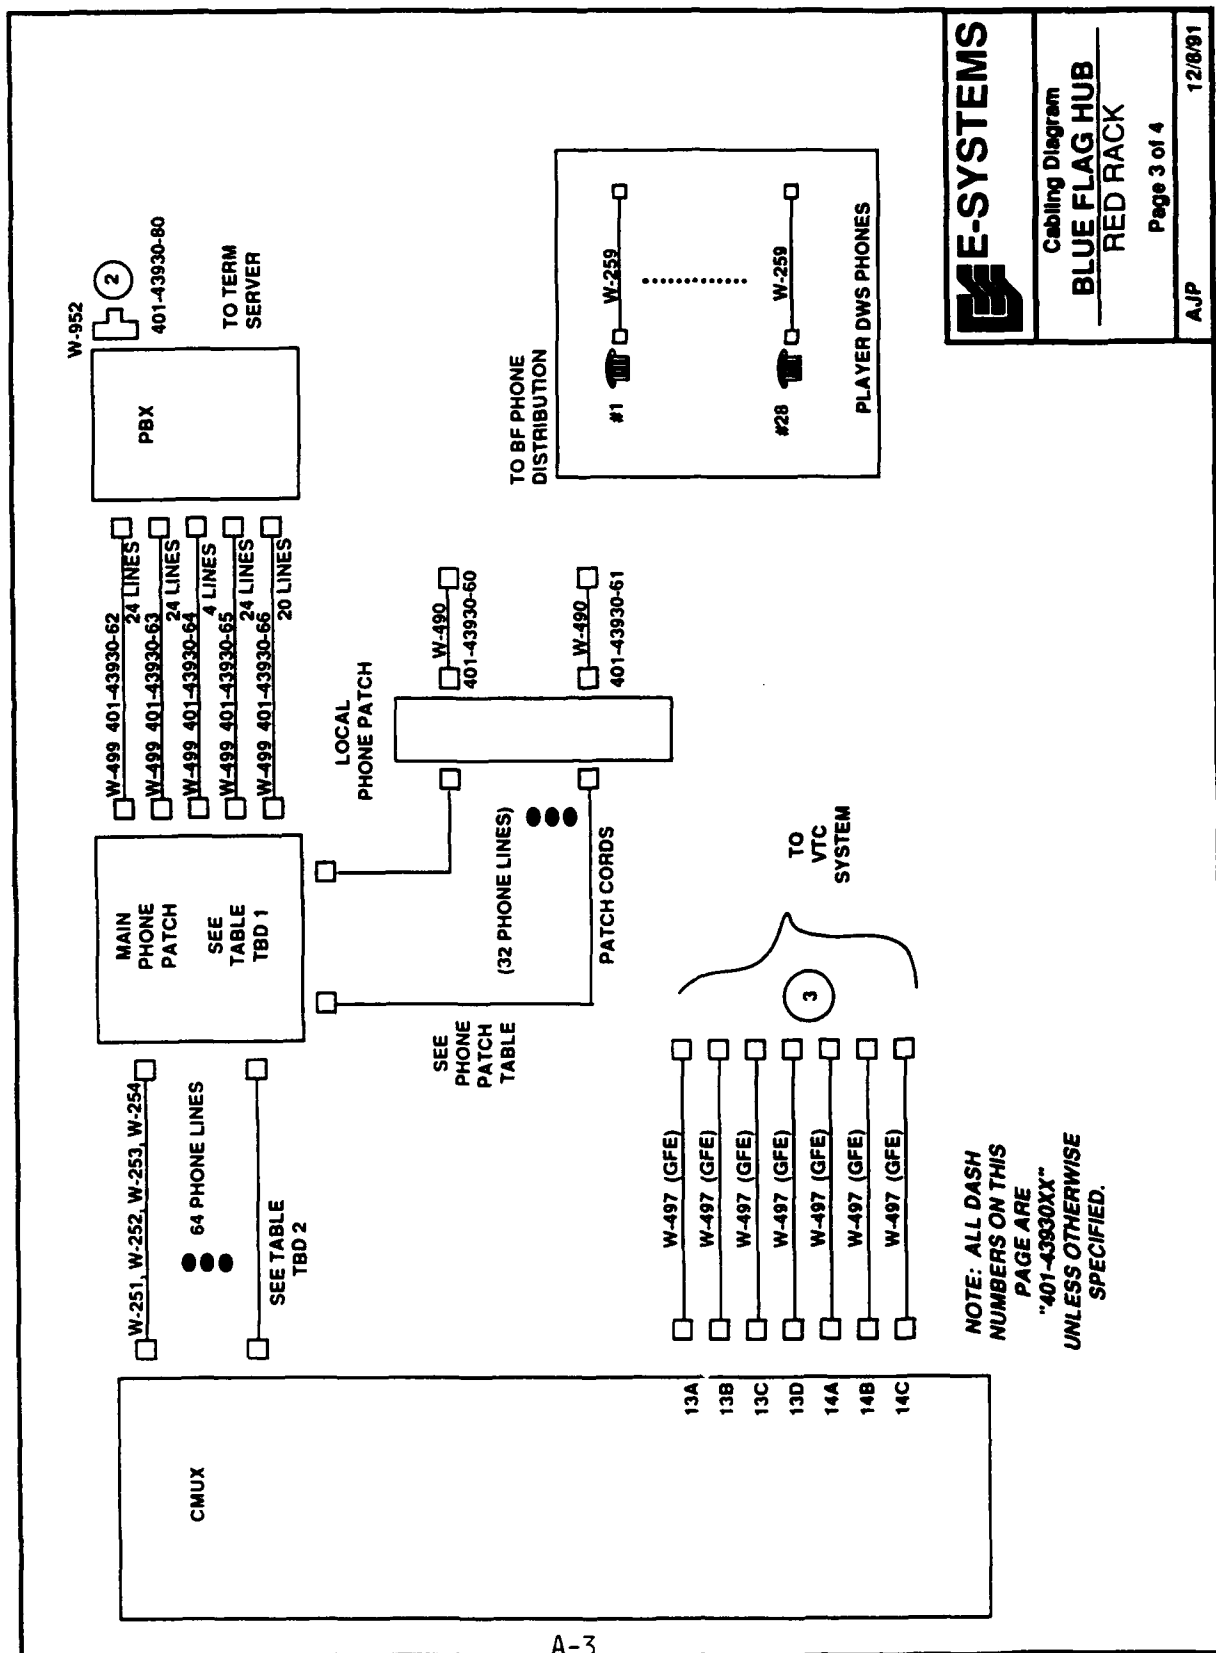 CMUX
13A
13B
13C
13D
14A
14B
14C
W-251, W-252, W-253, W-254
64 PHONE LINES
SEE TABLE
TBD 2
MAIN
PHONE
PATCH
SEE
TABLE
TBD 1
W-499 401-43930-62
24 LINES
W-499 401-43930-63
24 LINES
W-499 401-43930-64
4 LINES
W-499 401-43930-65
24 LINES
W-499 401-43930-66
20 LINES
PBX
W-952
2
401-43930-80
TO TERM
SERVER
SEE
PHONE
PATCH
TABLE
(32 PHONE LINES)
PATCH CORDS
LOCAL
PHONE PATCH
W-490
401-43930-60
W-490
401-43930-61
TO BF PHONE
DISTRIBUTION
#1
W-259
#28
W-259
PLAYER DWS PHONES
W-497 (GFE)
W-497 (GFE)
W-497 (GFE)
W-497 (GFE)
W-497 (GFE)
W-497 (GFE)
W-497 (GFE)
3
TO
VTC
SYSTEM
NOTE: ALL DASH
NUMBERS ON THIS
PAGE ARE
"401-43930XX"
UNLESS OTHERWISE
SPECIFIED.
E-SYSTEMS
Cabling Diagram
BLUE FLAG HUB
RED RACK
Page 3 of 4
AJP 12/8/91
A-3